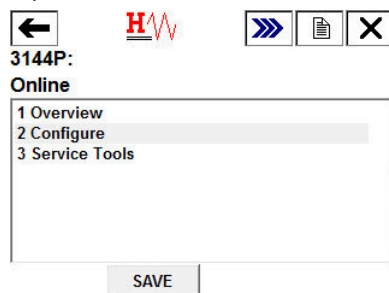 H
3144P:
Online
1 Overview
2 Configure
3 Service Tools
SAVE